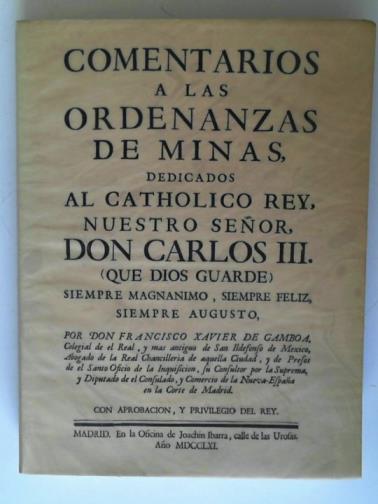 COMENTARIOS
A LAS
ORDENANZAS
DE MINAS,
DEDICADOS
AL CATHOLICO REY,
NUESTRO SEÑOR,
DON CARLOS III.
(QUE DIOS GUARDE)
SIEMPRE MAGNANIMO, SIEMPRE FELIZ,
SIEMPRE AUGUSTO,
POR DON FRANCISCO XAVIER DE GAMBOA,
Colegial de el Real, y mas antiguo de San Ildefonso de Mexico,
Abogado de la Real Chancilleria de aquella Ciudad, y de Presos
de el Santo Oficio de la Inquisicion, su Consultor por la Suprema,
y Diputado de el Consulado, y Comercio de la Nueva-España
en la Corte de Madrid.
CON APROBACION, Y PRIVILEGIO DEL REY.
MADRID. En la Oficina de Joachin Ibarra, calle de las Urosas.
Año MDCCLXI.